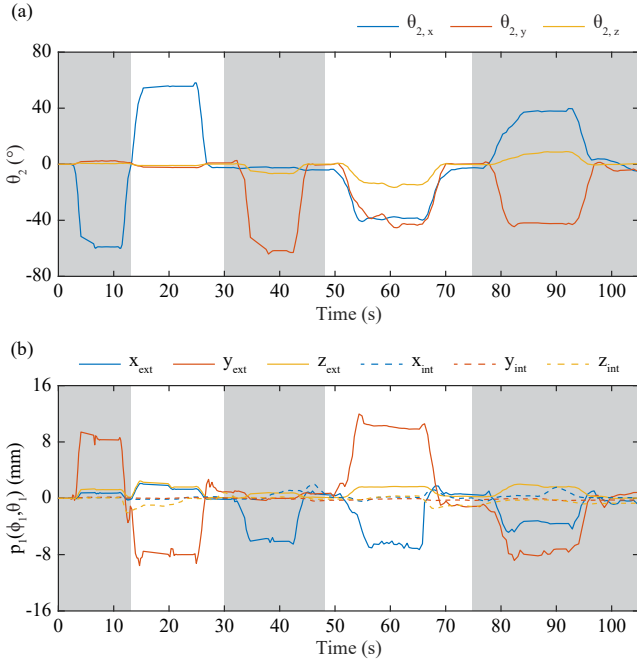 (a)
θ2, x θ2, y θ2, z
80
40
0
-40
-80
θ2 (°)
0 10 20 30 40 50 60 70 80 90 100
Time (s)
(b)
xext yext zext xint yint zint
16
8
0
-8
-16
p1(ϕ1,θ1) (mm)
0 10 20 30 40 50 60 70 80 90 100
Time (s)